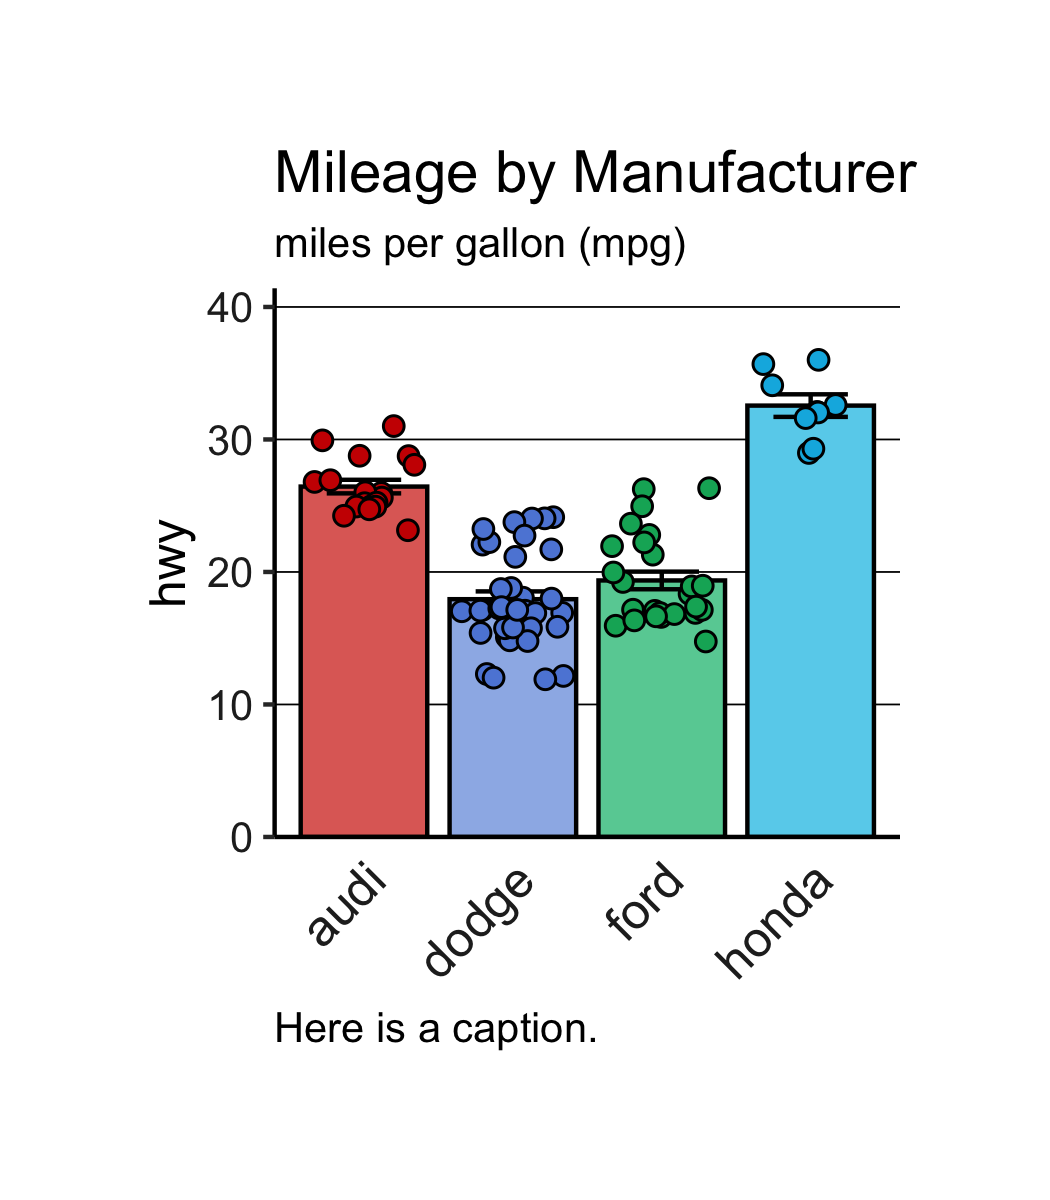 Mileage by Manufacturer
miles per gallon (mpg)
40
30
20
10
0
hwy
audi
dodge
ford
honda
Here is a caption.